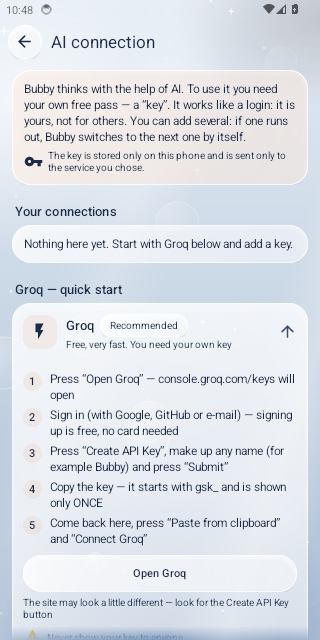 10:48
AI connection
Bubby thinks with the help of AI. To use it you need
your own free pass — a “key”. It works like a login: it is
yours, not for others. You can add several: if one runs
out, Bubby switches to the next one by itself.
The key is stored only on this phone and is sent only to
the service you chose.
Your connections
Nothing here yet. Start with Groq below and add a key.
Groq — quick start
Groq Recommended
Free, very fast. You need your own key
1 Press “Open Groq” — console.groq.com/keys will
open
2 Sign in (with Google, GitHub or e-mail) — signing
up is free, no card needed
3 Press “Create API Key”, make up any name (for
example Bubby) and press “Submit”
4 Copy the key — it starts with gsk_ and is shown
only ONCE
5 Come back here, press “Paste from clipboard”
and “Connect Groq”
Open Groq
The site may look a little different — look for the Create API Key
button
Never show your key to anyone